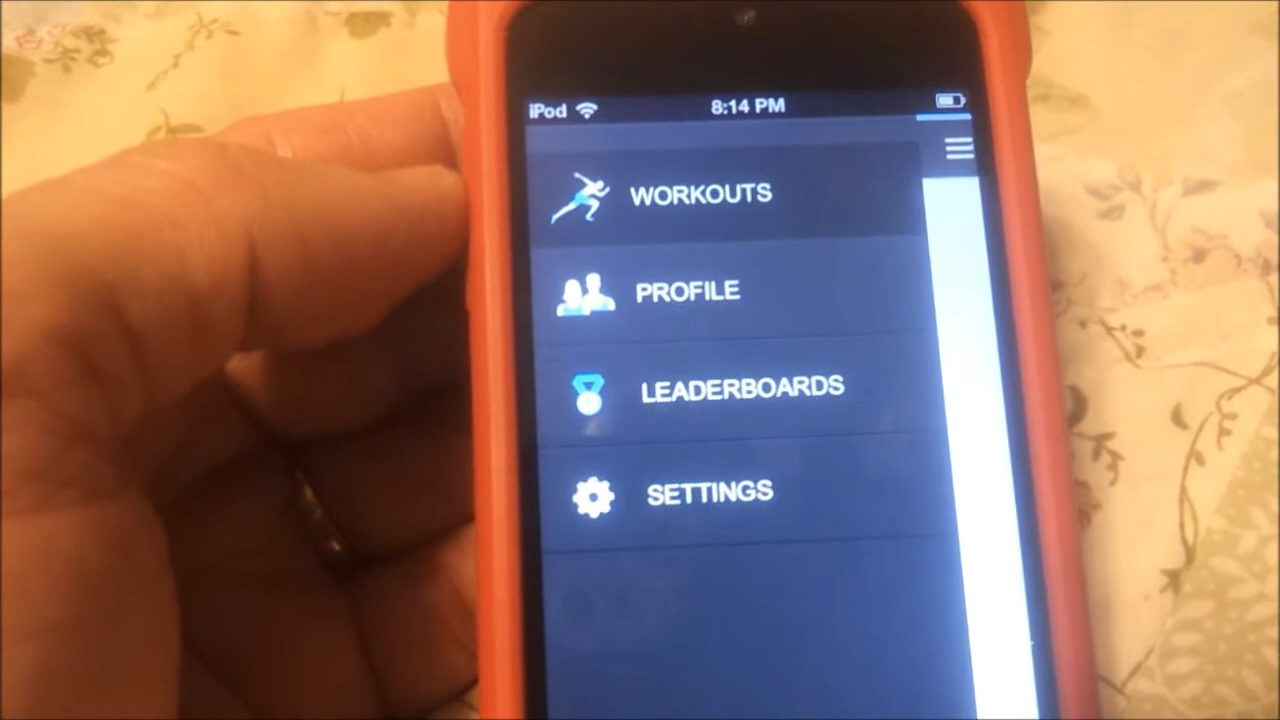 iPod 8:14 PM
WORKOUTS
PROFILE
LEADERBOARDS
SETTINGS